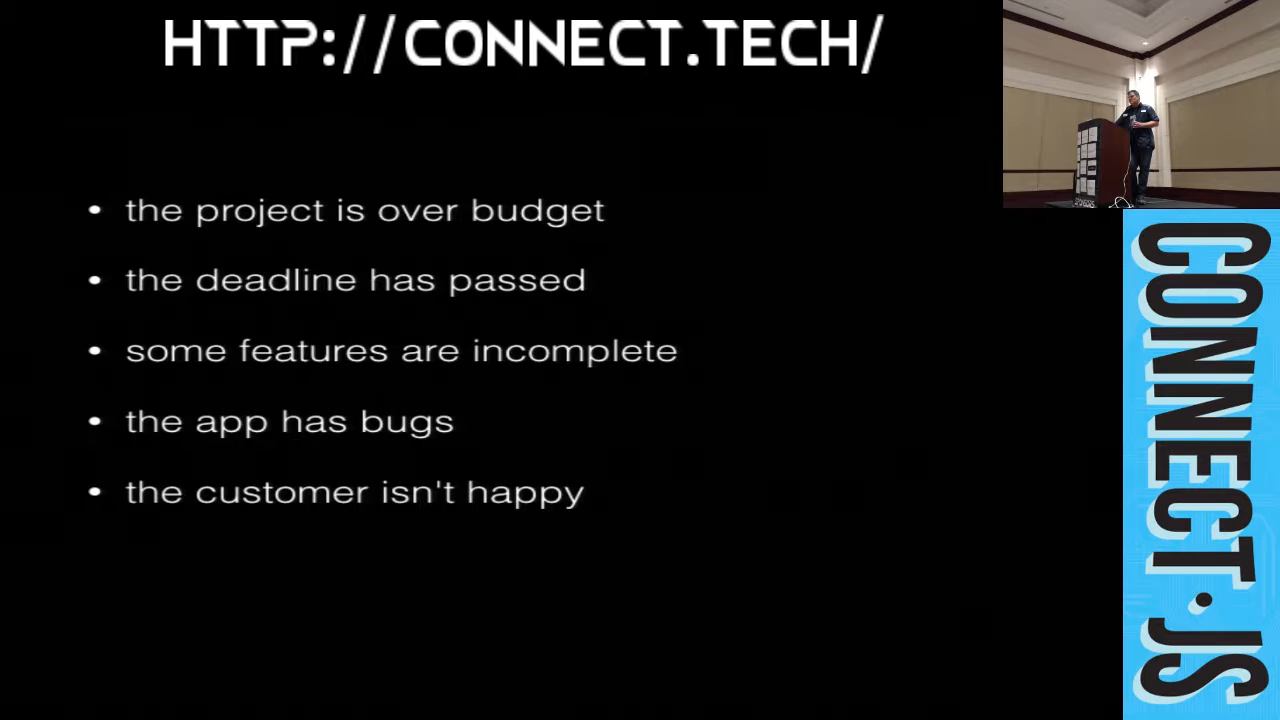 HTTP://CONNECT.TECH/
• the project is over budget
• the deadline has passed
• some features are incomplete
• the app has bugs
• the customer isn't happy
CONNECT.JS